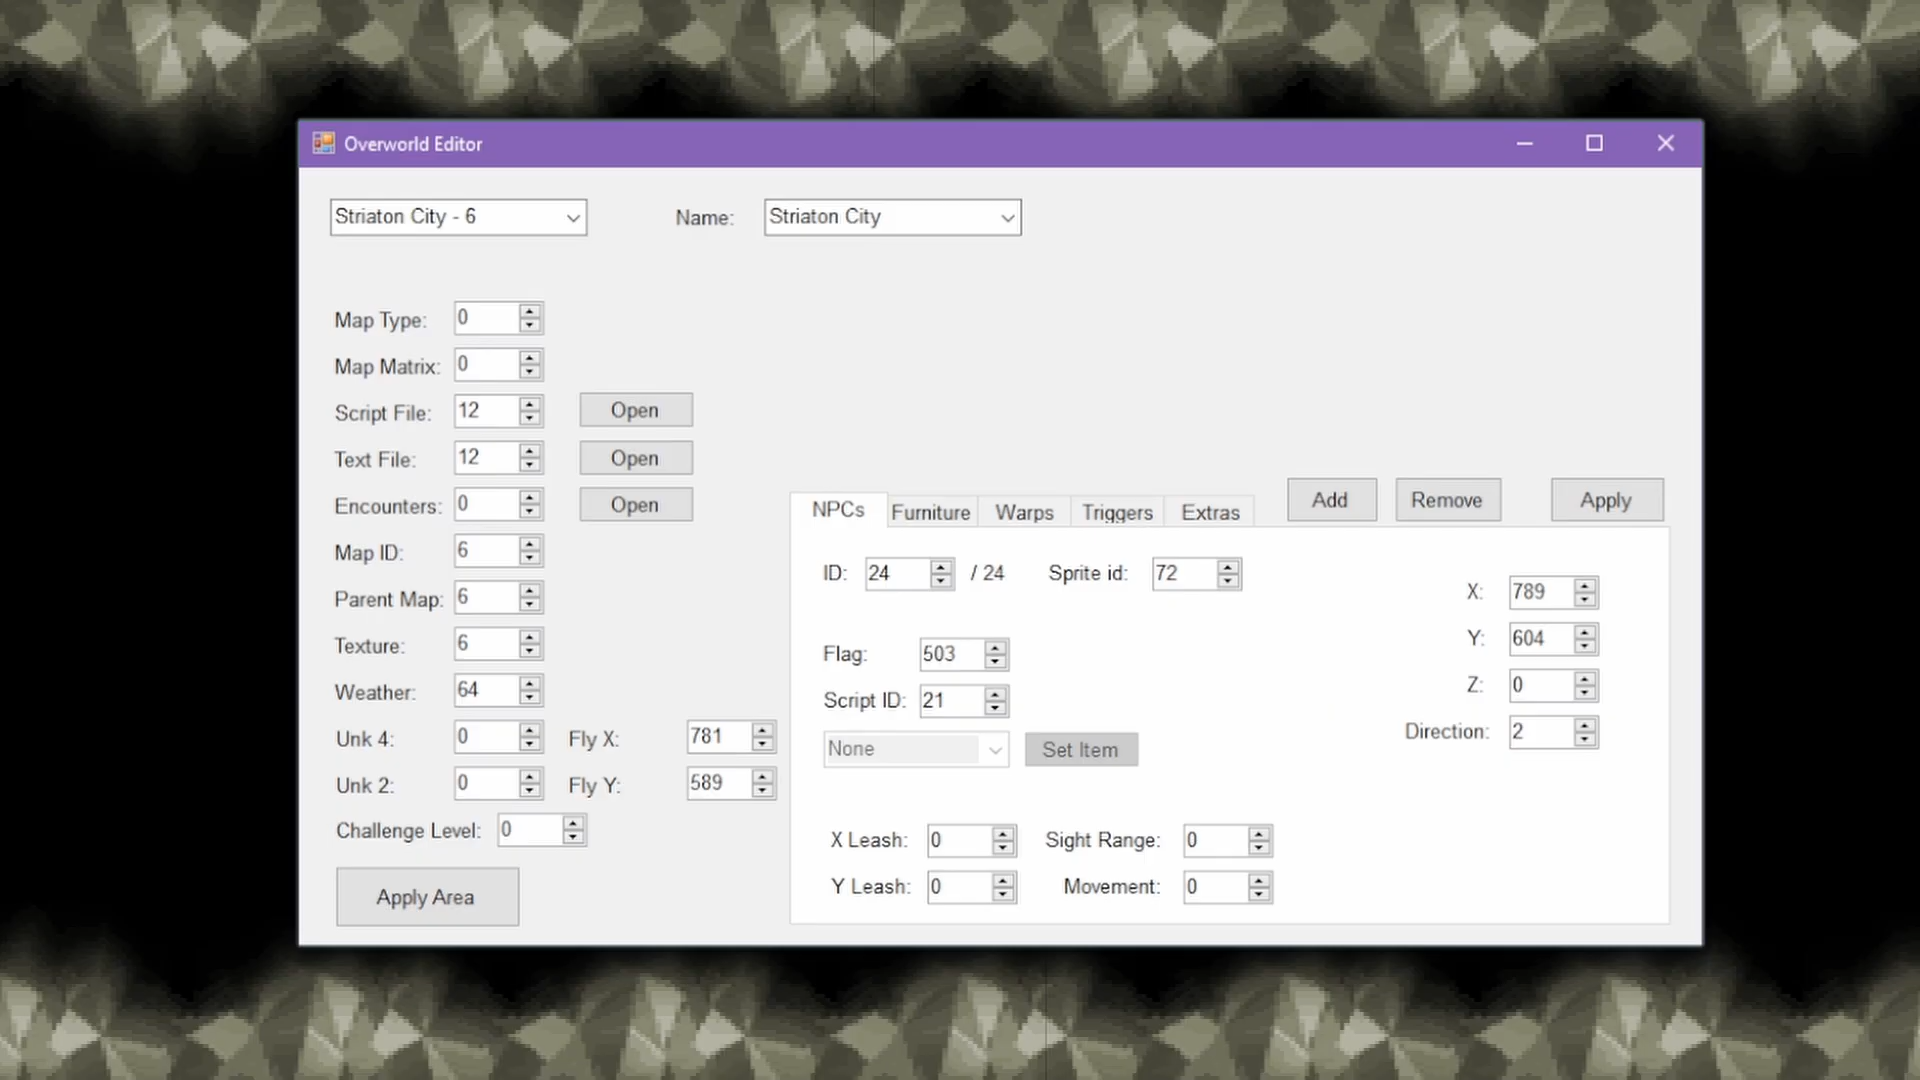 Overworld Editor
Striaton City - 6
Name: Striaton City
Map Type: 0
Map Matrix: 0
Script File: 12 Open
Text File: 12 Open
Encounters: 0 Open
Map ID: 6
Parent Map: 6
Texture: 6
Weather: 64
Unk 4: 0 Fly X: 781
Unk 2: 0 Fly Y: 589
Challenge Level: 0
Apply Area
NPCs Furniture Warps Triggers Extras
Add Remove Apply
ID: 24 / 24 Sprite id: 72
Flag: 503
Script ID: 21
None Set Item
X: 789
Y: 604
Z: 0
Direction: 2
X Leash: 0 Sight Range: 0
Y Leash: 0 Movement: 0